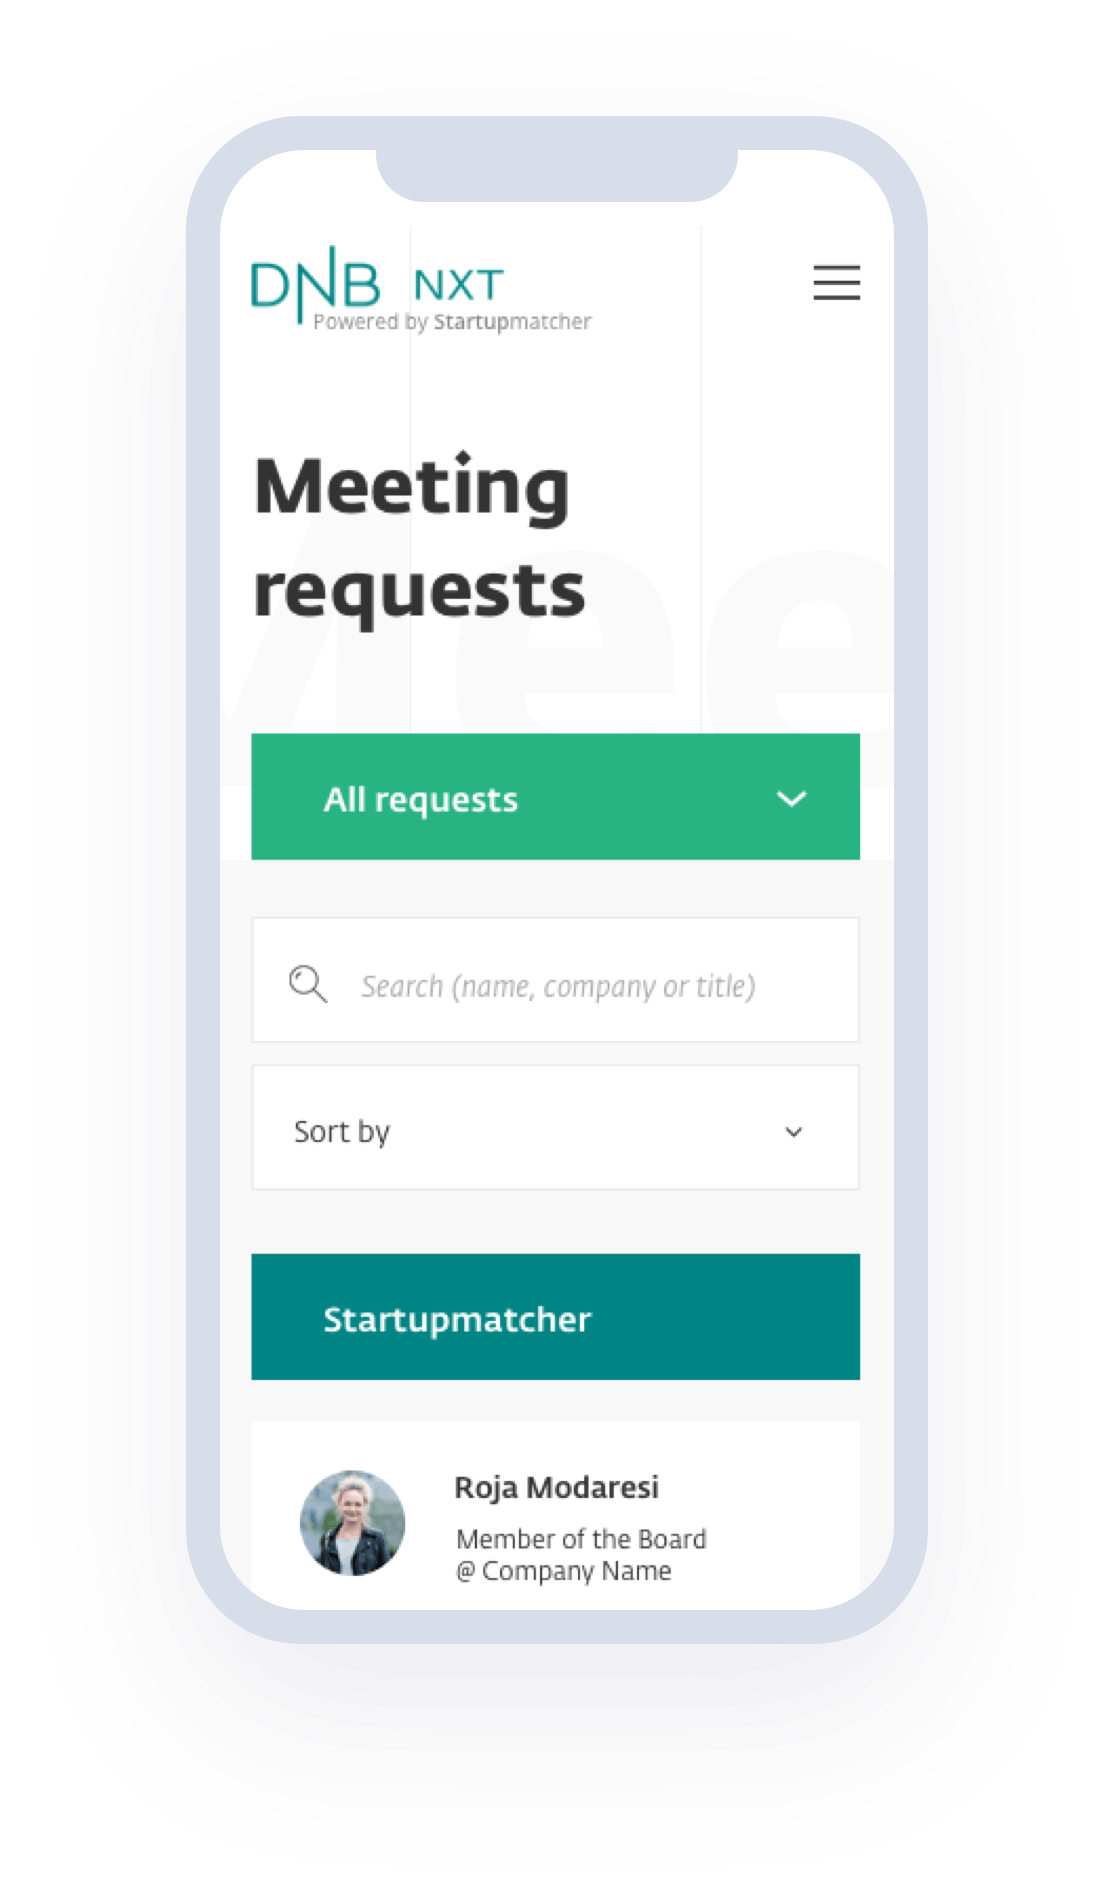 DNB NXT
Powered by Startupmatcher
Meeting
requests
Mee
All requests
Search (name, company or title)
Sort by
Startupmatcher
Roja Modaresi
Member of the Board
@ Company Name